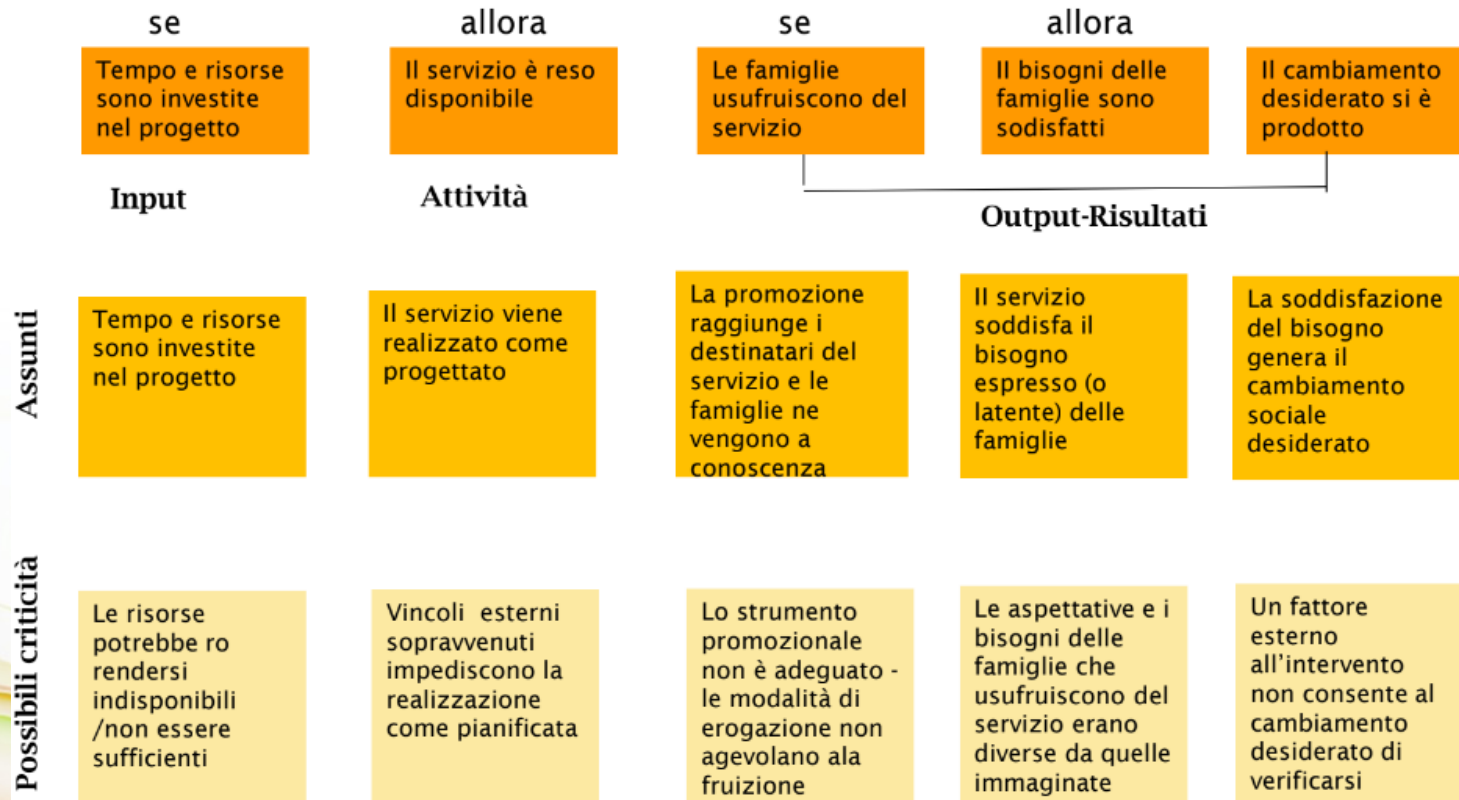 se
allora
se
allora
Tempo e risorse
sono investite
nel progetto
Il servizio è reso
disponibile
Le famiglie
usufruiscono del
servizio
Il bisogni delle
famiglie sono
sodisfatti
Il cambiamento
desiderato si è
prodotto
Input
Attività
Output-Risultati
Assunti
Tempo e risorse
sono investite
nel progetto
Il servizio viene
realizzato come
progettato
La promozione
raggiunge i
destinatari del
servizio e le
famiglie ne
vengono a
conoscenza
Il servizio
soddisfa il
bisogno
espresso (o
latente) delle
famiglie
La soddisfazione
del bisogno
genera il
cambiamento
sociale
desiderato
Possibili criticità
Le risorse
potrebbe ro
rendersi
indisponibili
/non essere
sufficienti
Vincoli esterni
sopravvenuti
impediscono la
realizzazione
come pianificata
Lo strumento
promozionale
non è adeguato -
le modalità di
erogazione non
agevolano ala
fruizione
Le aspettative e i
bisogni delle
famiglie che
usufruiscono del
servizio erano
diverse da quelle
immaginate
Un fattore
esterno
all'intervento
non consente al
cambiamento
desiderato di
verificarsi